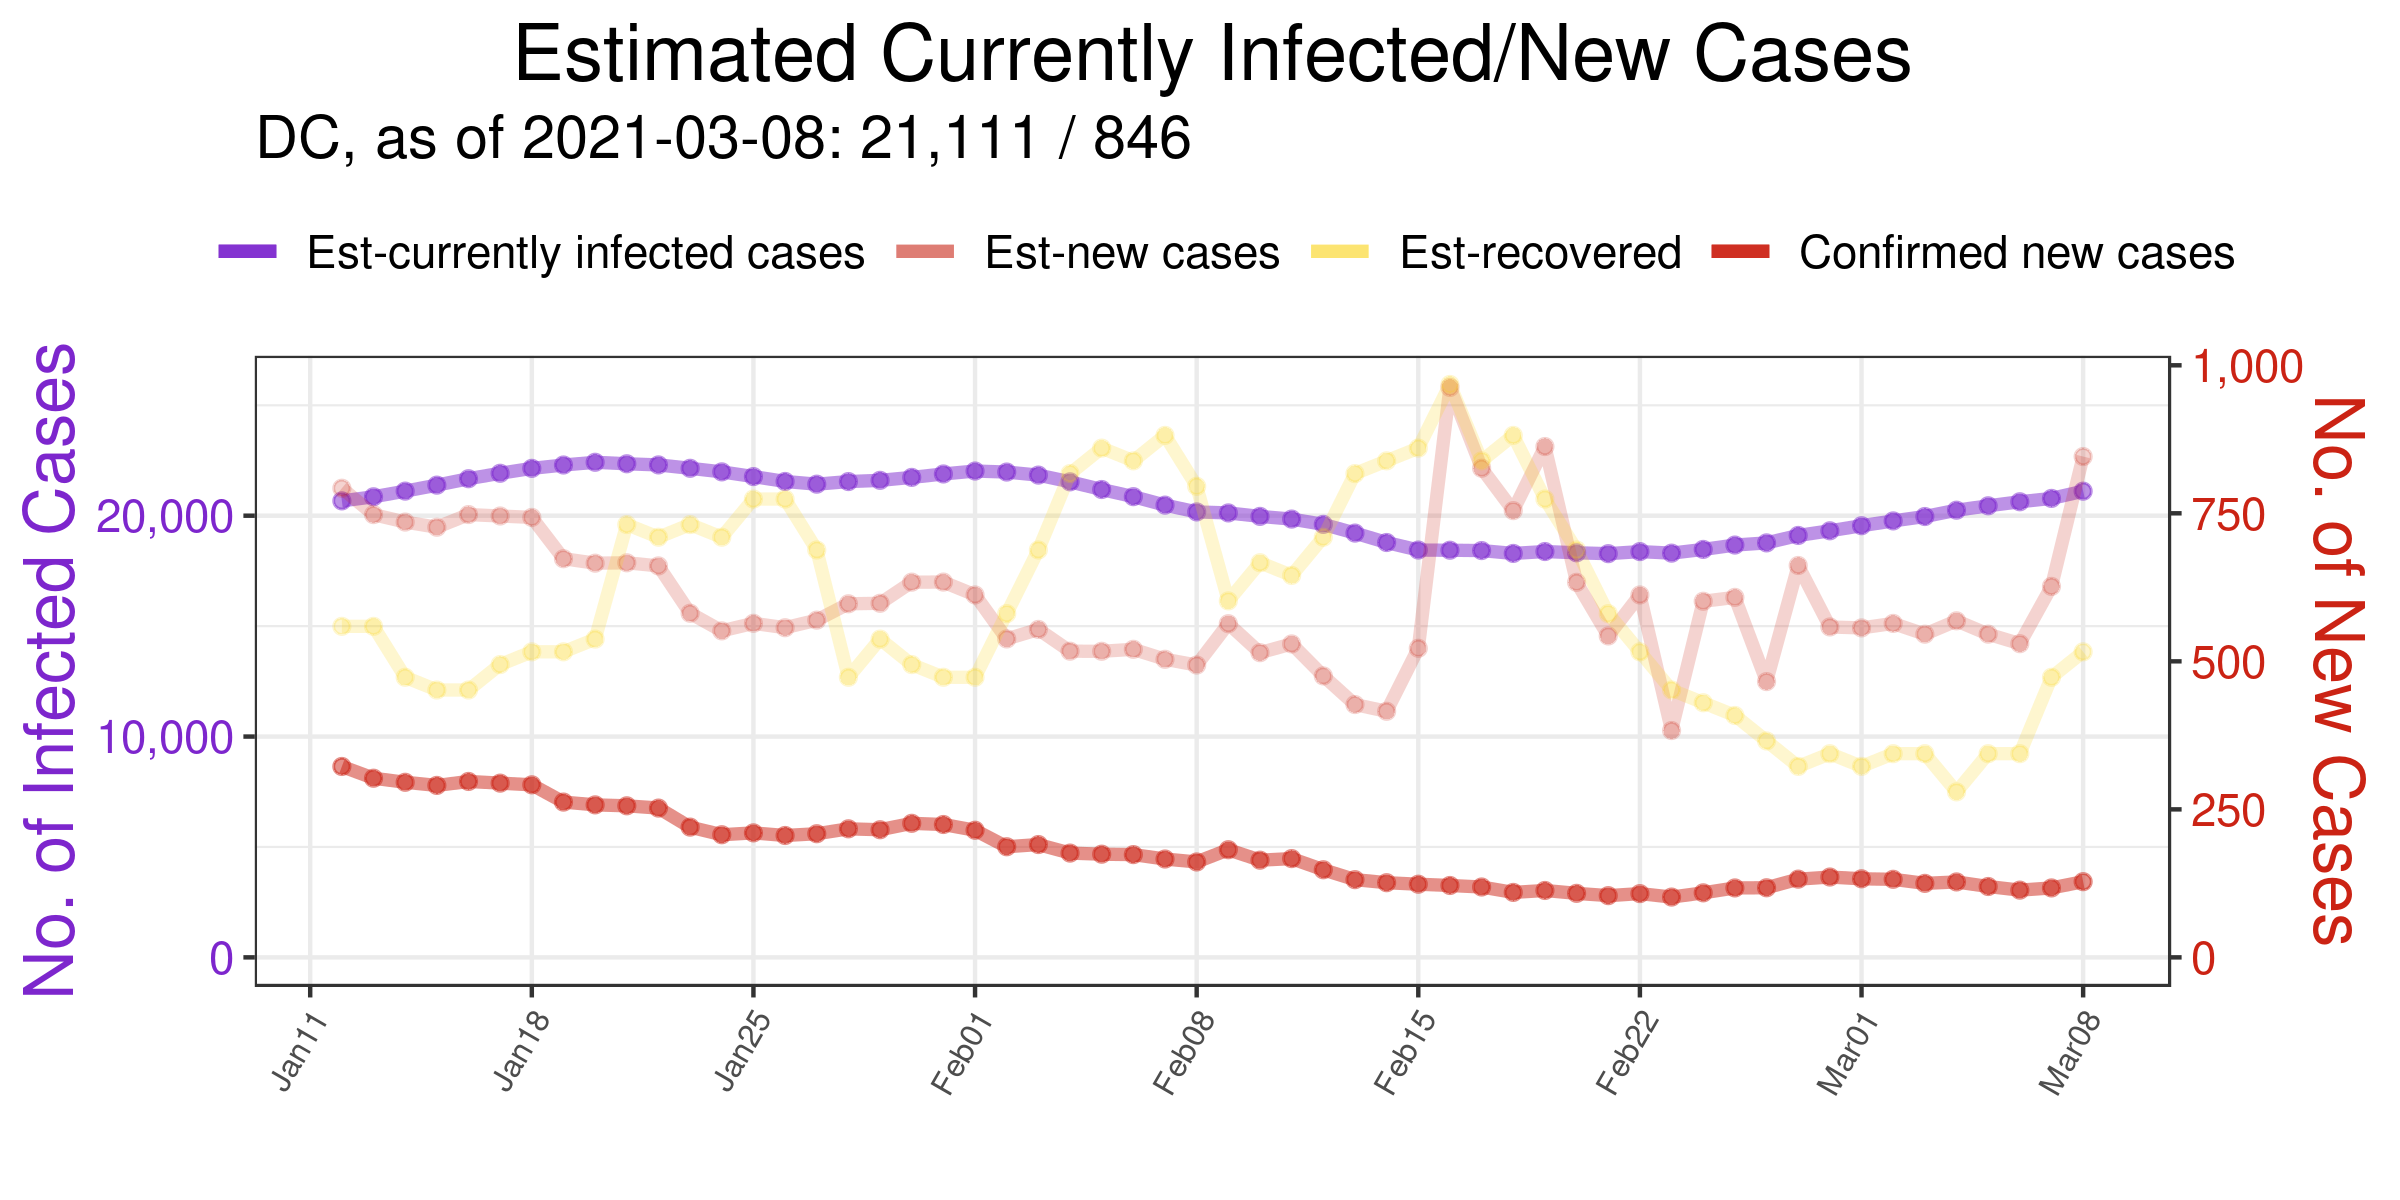 Estimated Currently Infected/New Cases
DC, as of 2021-03-08: 21,111 / 846
Est-currently infected cases
Est-new cases
Est-recovered
Confirmed new cases
No. of Infected Cases
20,000
10,000
0
1,000
750
500
250
0
No. of New Cases
Jan11
Jan18
Jan25
Feb01
Feb08
Feb15
Feb22
Mar01
Mar08